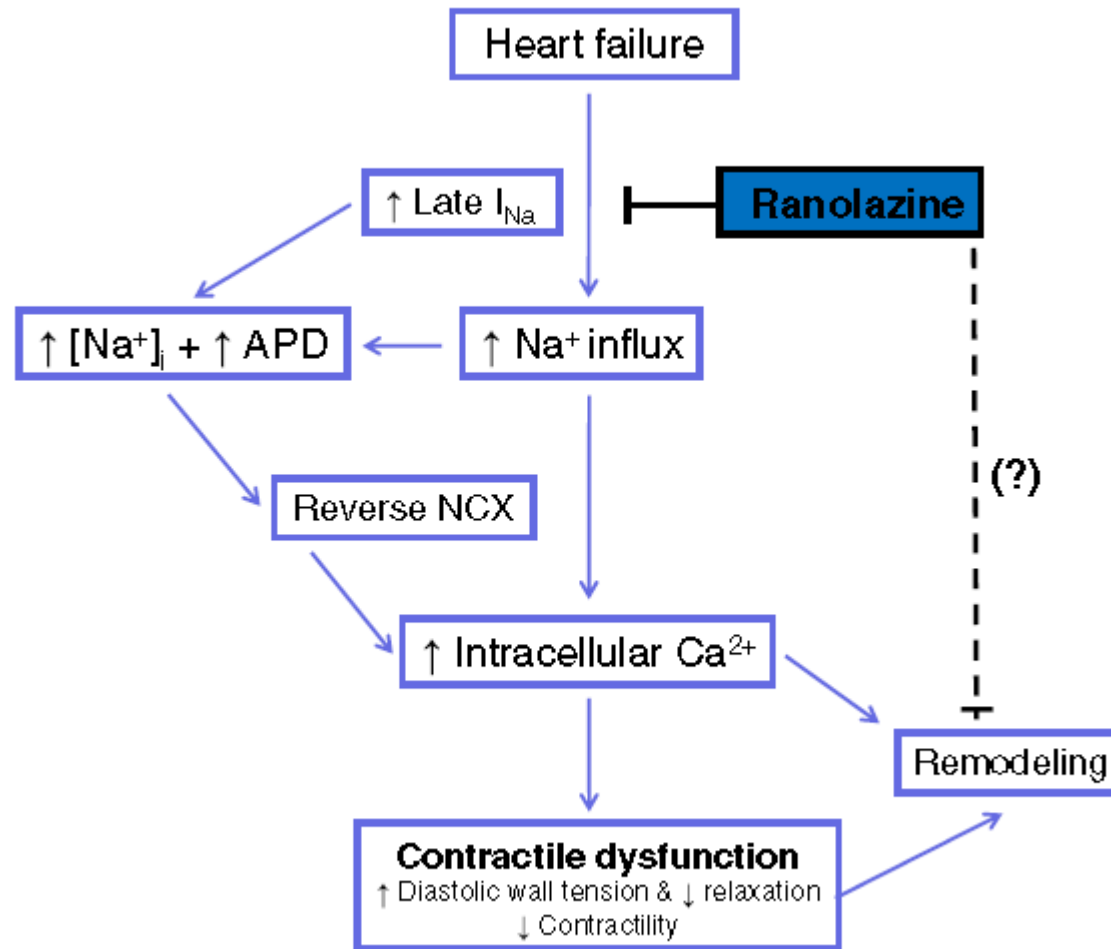 Heart failure
↑ Late I_Na
Ranolazine
↑ [Na⁺]ᵢ + ↑ APD
↑ Na⁺ influx
(?)
Reverse NCX
↑ Intracellular Ca²⁺
Remodeling
Contractile dysfunction
↑ Diastolic wall tension & ↓ relaxation
↓ Contractility